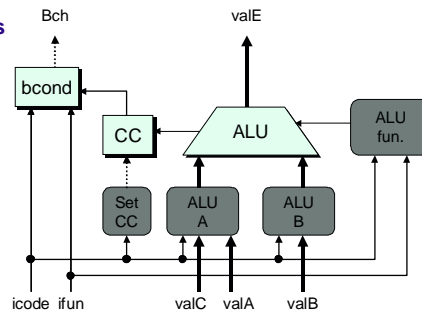 s
Bch valE
bcond
CC
ALU
ALU
fun.
Set
CC
ALU
A
ALU
B
icode ifun valC valA valB